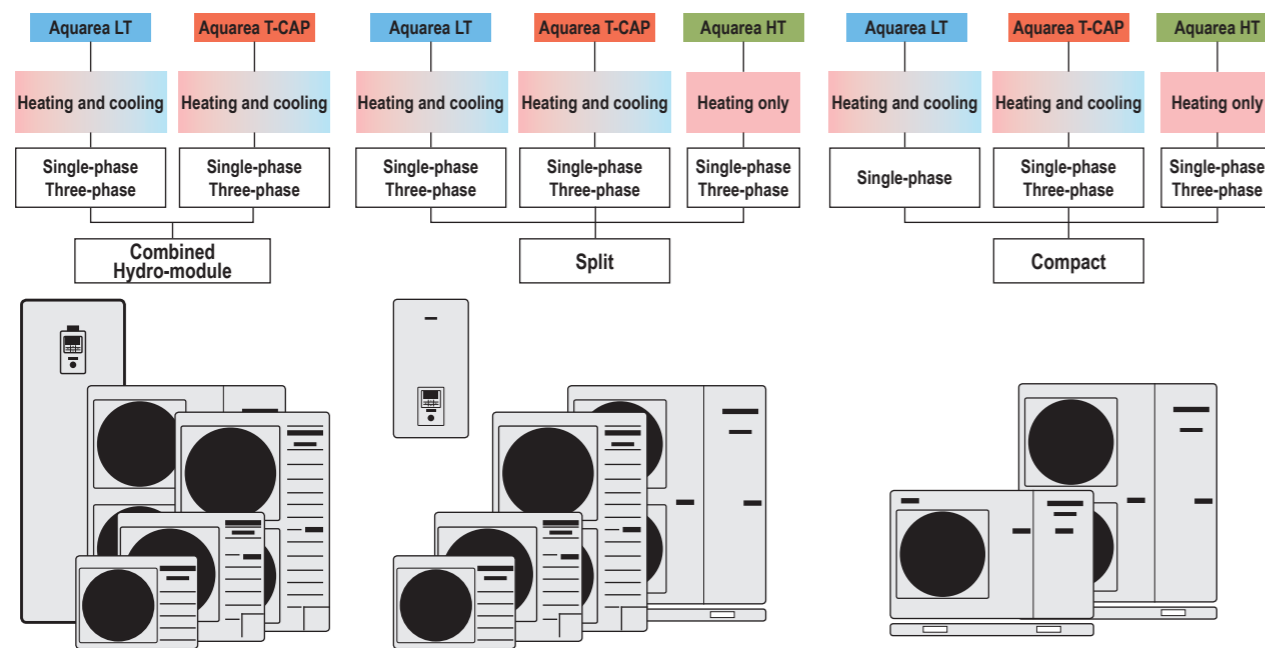 Aquarea LT
Aquarea T-CAP
Aquarea LT
Aquarea T-CAP
Aquarea HT
Aquarea LT
Aquarea T-CAP
Aquarea HT
Heating and cooling
Heating and cooling
Heating and cooling
Heating and cooling
Heating only
Heating and cooling
Heating and cooling
Heating only
Single-phase
Three-phase
Single-phase
Three-phase
Single-phase
Three-phase
Single-phase
Three-phase
Single-phase
Three-phase
Single-phase
Single-phase
Three-phase
Single-phase
Three-phase
Combined
Hydro-module
Split
Compact